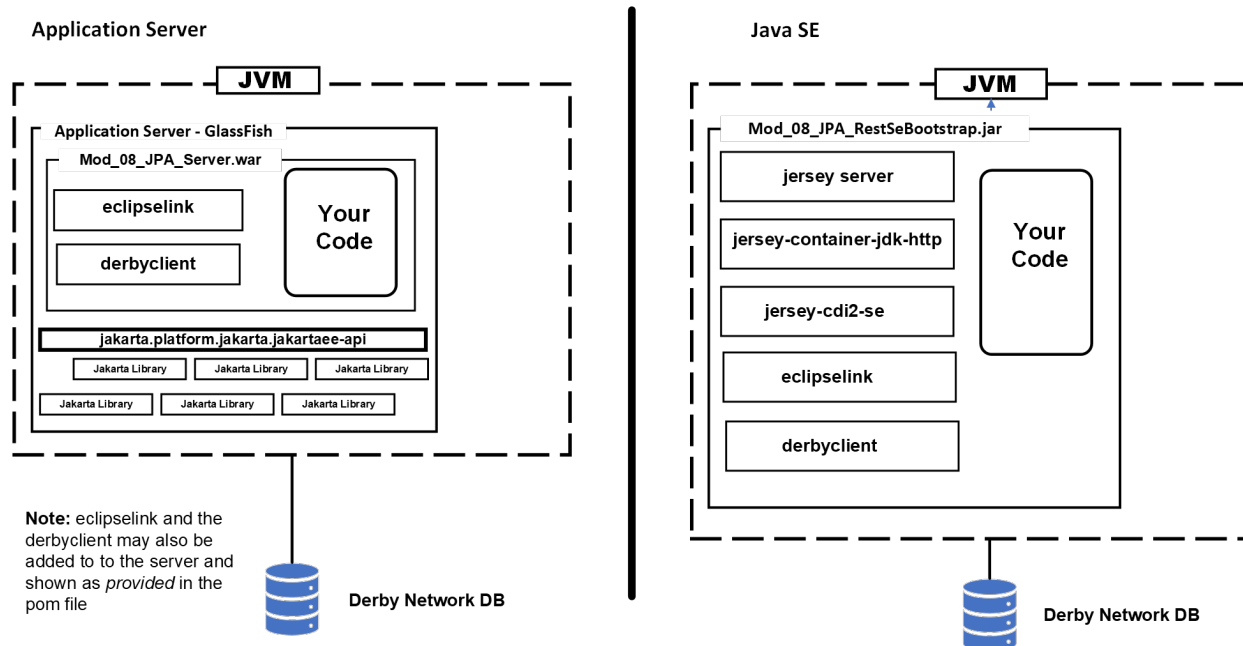 Application Server
JVM
Application Server - GlassFish
Mod_08_JPA_Server.war
eclipselink
derbyclient
Your
Code
jakarta.platform.jakarta.jakartaee-api
Jakarta Library
Jakarta Library
Jakarta Library
Jakarta Library
Jakarta Library
Jakarta Library
Note: eclipselink and the
derbyclient may also be
added to to the server and
shown as provided in the
pom file
Derby Network DB
Java SE
JVM
Mod_08_JPA_RestSeBootstrap.jar
jersey server
jersey-container-jdk-http
jersey-cdi2-se
eclipselink
derbyclient
Your
Code
Derby Network DB